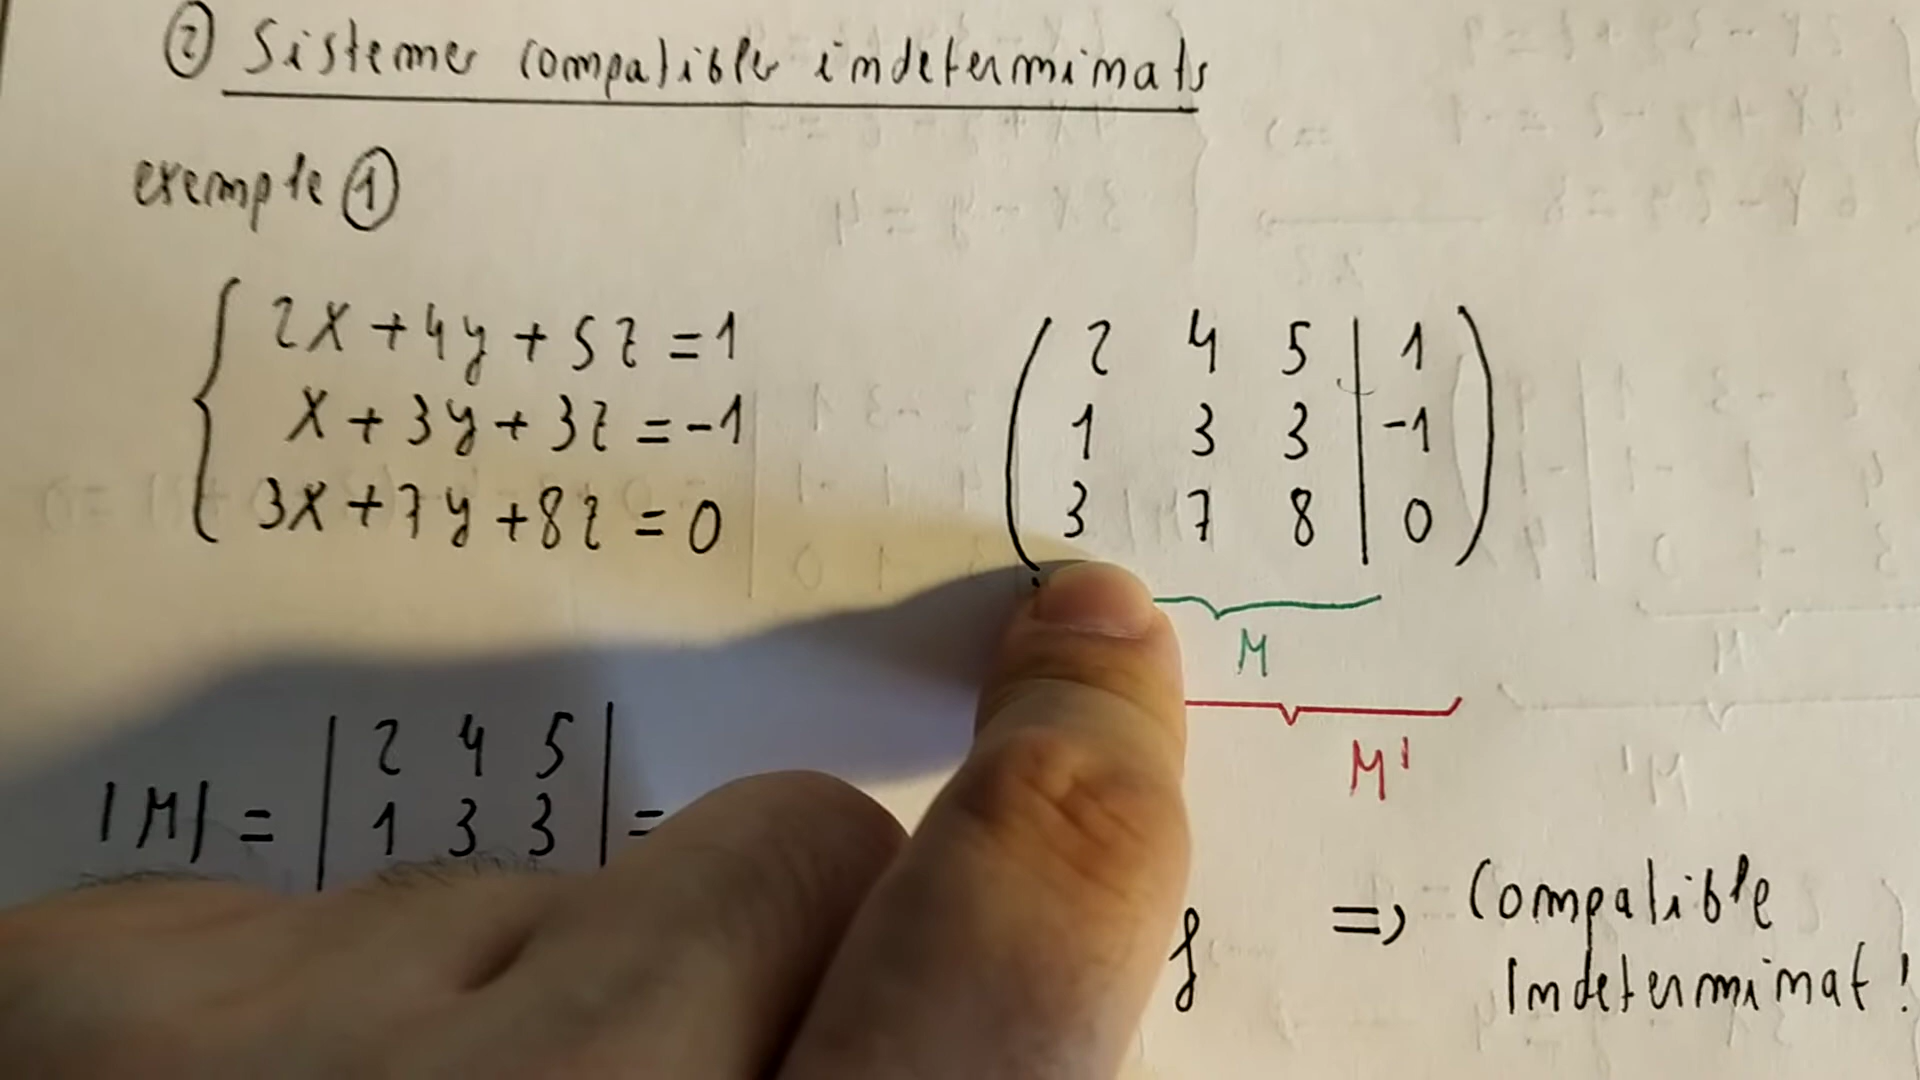 ② Sistemes compatibles indeterminats
exemple ①
2x + 4y + 5z = 1
x + 3y + 3z = -1
3x + 7y + 8z = 0
2 4 5 | 1
1 3 3 | -1
3 7 8 | 0
M
M'
|M| = | 2 4 5 |
1 3 3 | =
=> Compatible
Indeterminat!